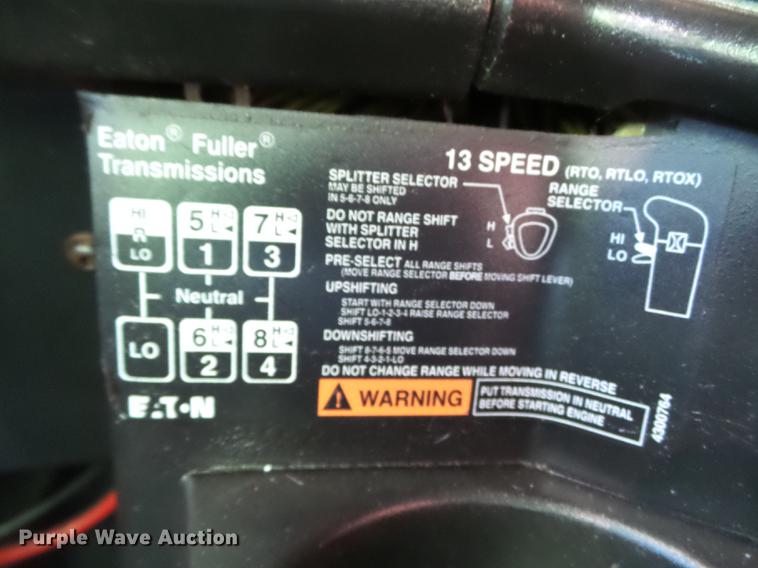 Eaton® Fuller®
Transmissions
HI
R
LO
5 H
L
1
7 H
L
3
Neutral
LO
6 H
L
2
8 H
L
4
EATON
13 SPEED (RTO, RTLO, RTOX)
SPLITTER SELECTOR
MAY BE SHIFTED
IN 5-6-7-8 ONLY
DO NOT RANGE SHIFT
WITH SPLITTER
SELECTOR IN H
H
L
RANGE
SELECTOR
HI
LO
PRE-SELECT ALL RANGE SHIFTS
(MOVE RANGE SELECTOR BEFORE MOVING SHIFT LEVER)
UPSHIFTING
START WITH RANGE SELECTOR DOWN
SHIFT LO-1-2-3-4 RAISE RANGE SELECTOR
SHIFT 5-6-7-8
DOWNSHIFTING
SHIFT 8-7-6-5 MOVE RANGE SELECTOR DOWN
SHIFT 4-3-2-1-LO
DO NOT CHANGE RANGE WHILE MOVING IN REVERSE
WARNING
PUT TRANSMISSION IN NEUTRAL
BEFORE STARTING ENGINE
4300764
Purple Wave Auction